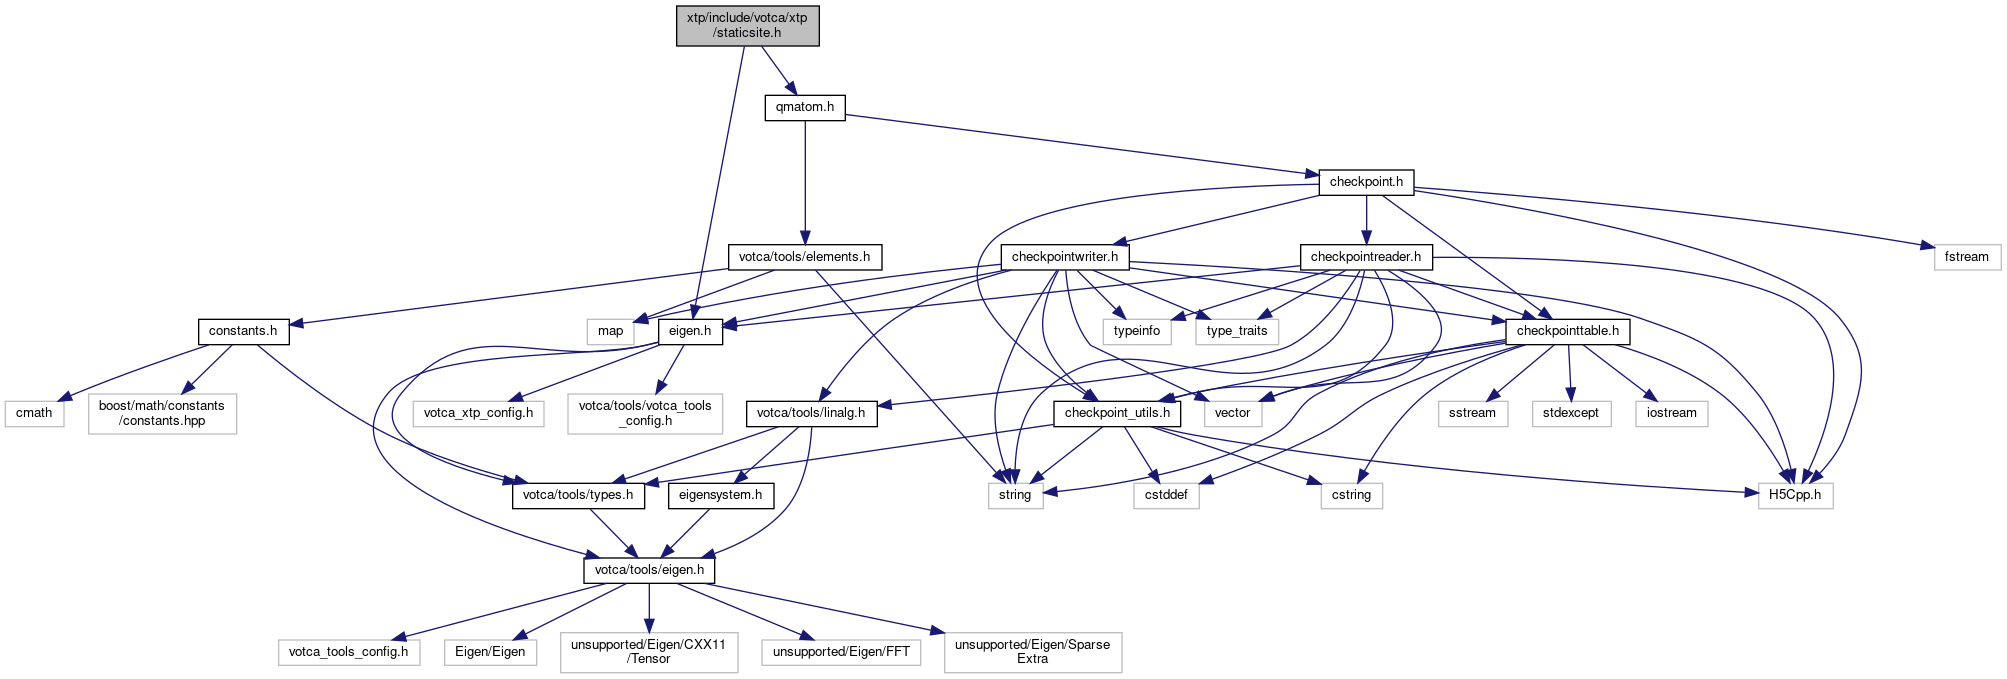 xtp/include/votca/xtp
/staticsite.h
qmatom.h
checkpoint.h
votca/tools/elements.h
checkpointwriter.h
checkpointreader.h
fstream
constants.h
map
eigen.h
typeinfo
type_traits
checkpointtable.h
cmath
boost/math/constants
/constants.hpp
votca_xtp_config.h
votca/tools/votca_tools
_config.h
votca/tools/linalg.h
checkpoint_utils.h
vector
sstream
stdexcept
iostream
votca/tools/types.h
eigensystem.h
string
cstddef
cstring
H5Cpp.h
votca/tools/eigen.h
votca_tools_config.h
Eigen/Eigen
unsupported/Eigen/CXX11
/Tensor
unsupported/Eigen/FFT
unsupported/Eigen/Sparse
Extra